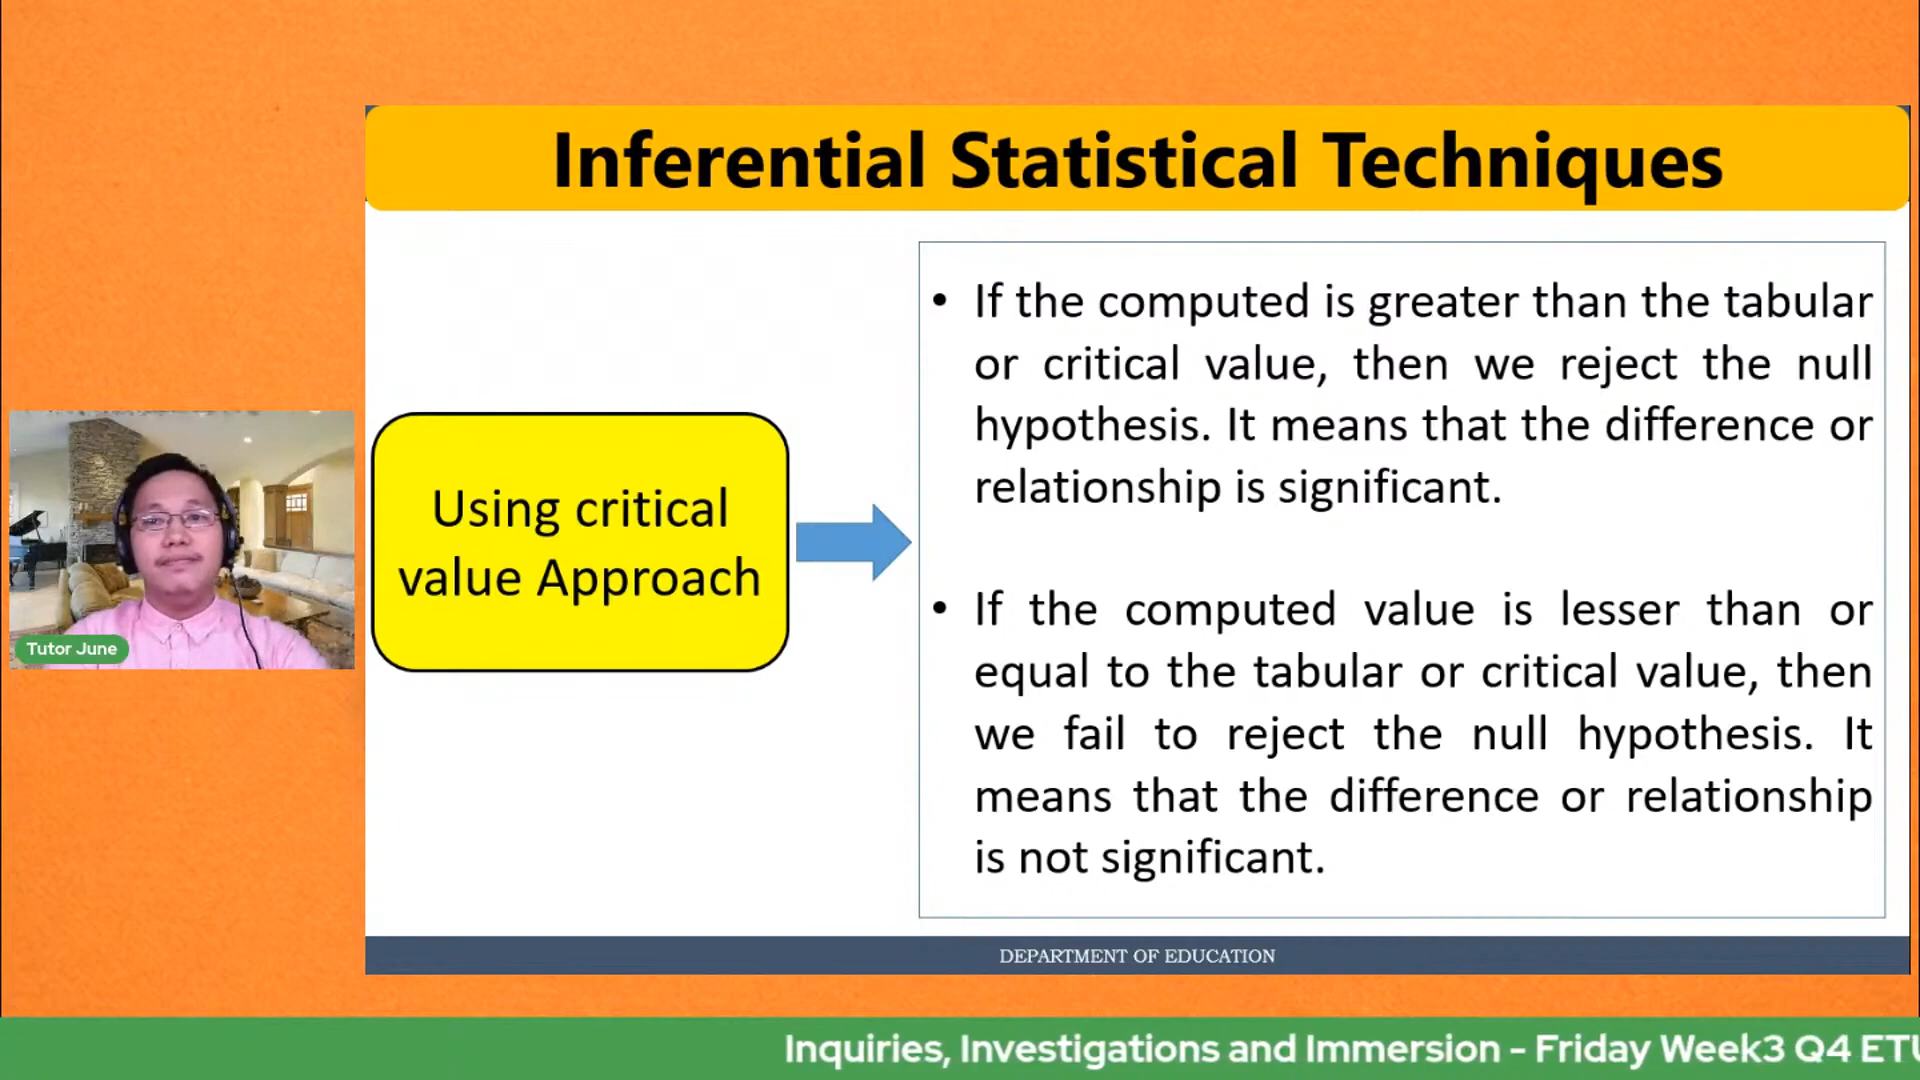 Inferential Statistical Techniques
Using critical
value Approach
• If the computed is greater than the tabular
or critical value, then we reject the null
hypothesis. It means that the difference or
relationship is significant.
• If the computed value is lesser than or
equal to the tabular or critical value, then
we fail to reject the null hypothesis. It
means that the difference or relationship
is not significant.
Tutor June
DEPARTMENT OF EDUCATION
Inquiries, Investigations and Immersion - Friday Week3 Q4 ETU